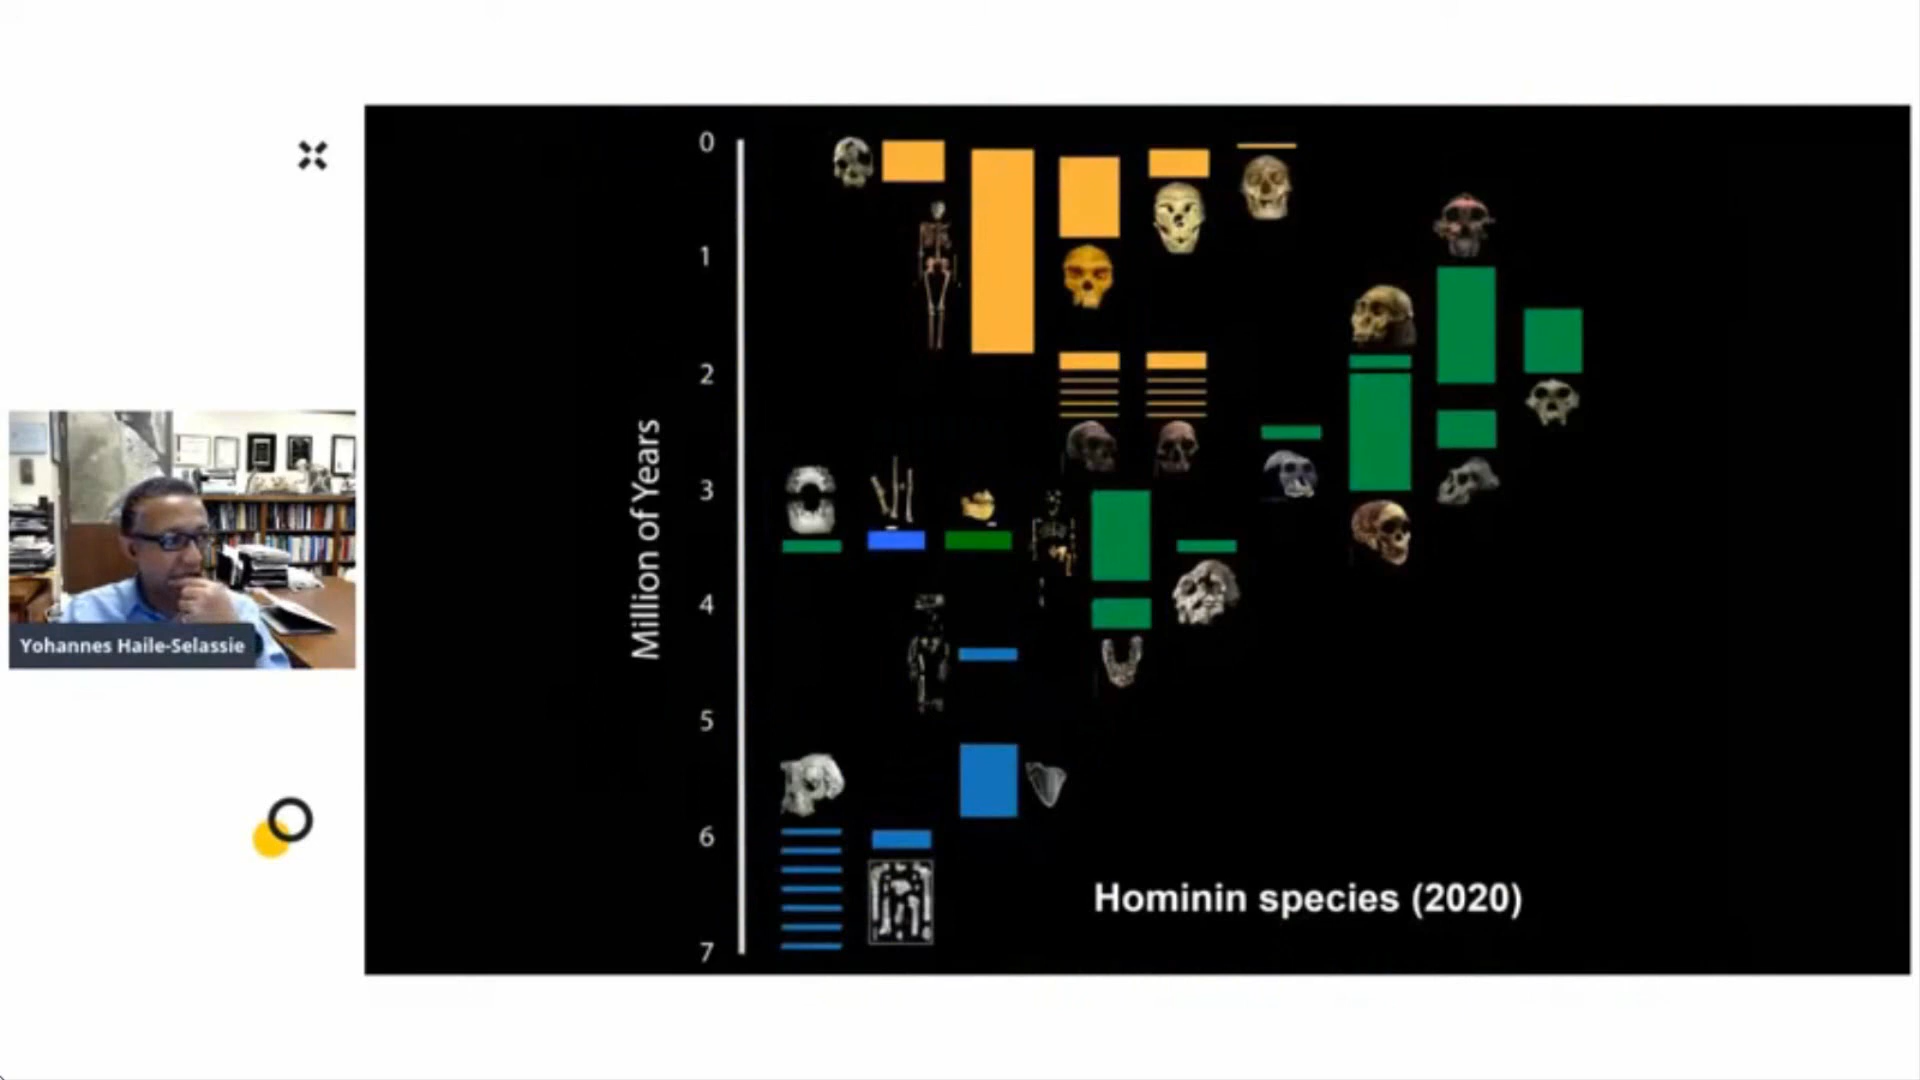 0
1
2
3
4
5
6
7
Million of Years
Yohannes Haile-Selassie
Hominin species (2020)